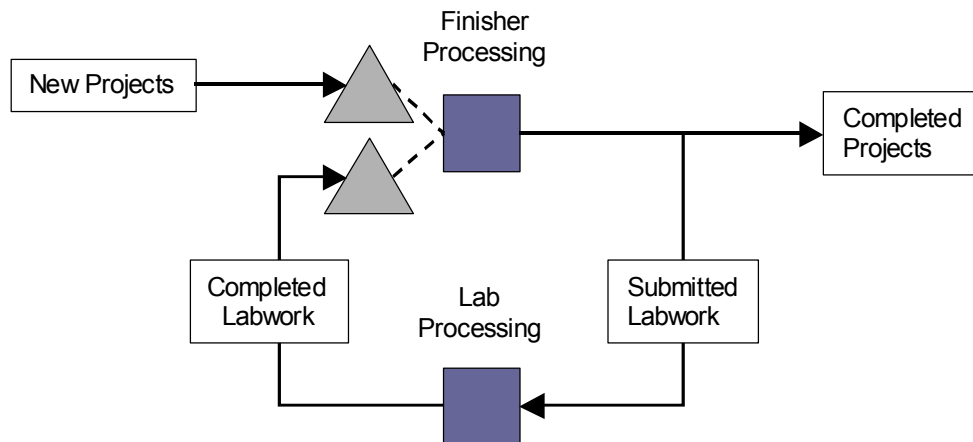 Finisher
Processing
New Projects
Completed
Projects
Completed
Labwork
Lab
Processing
Submitted
Labwork